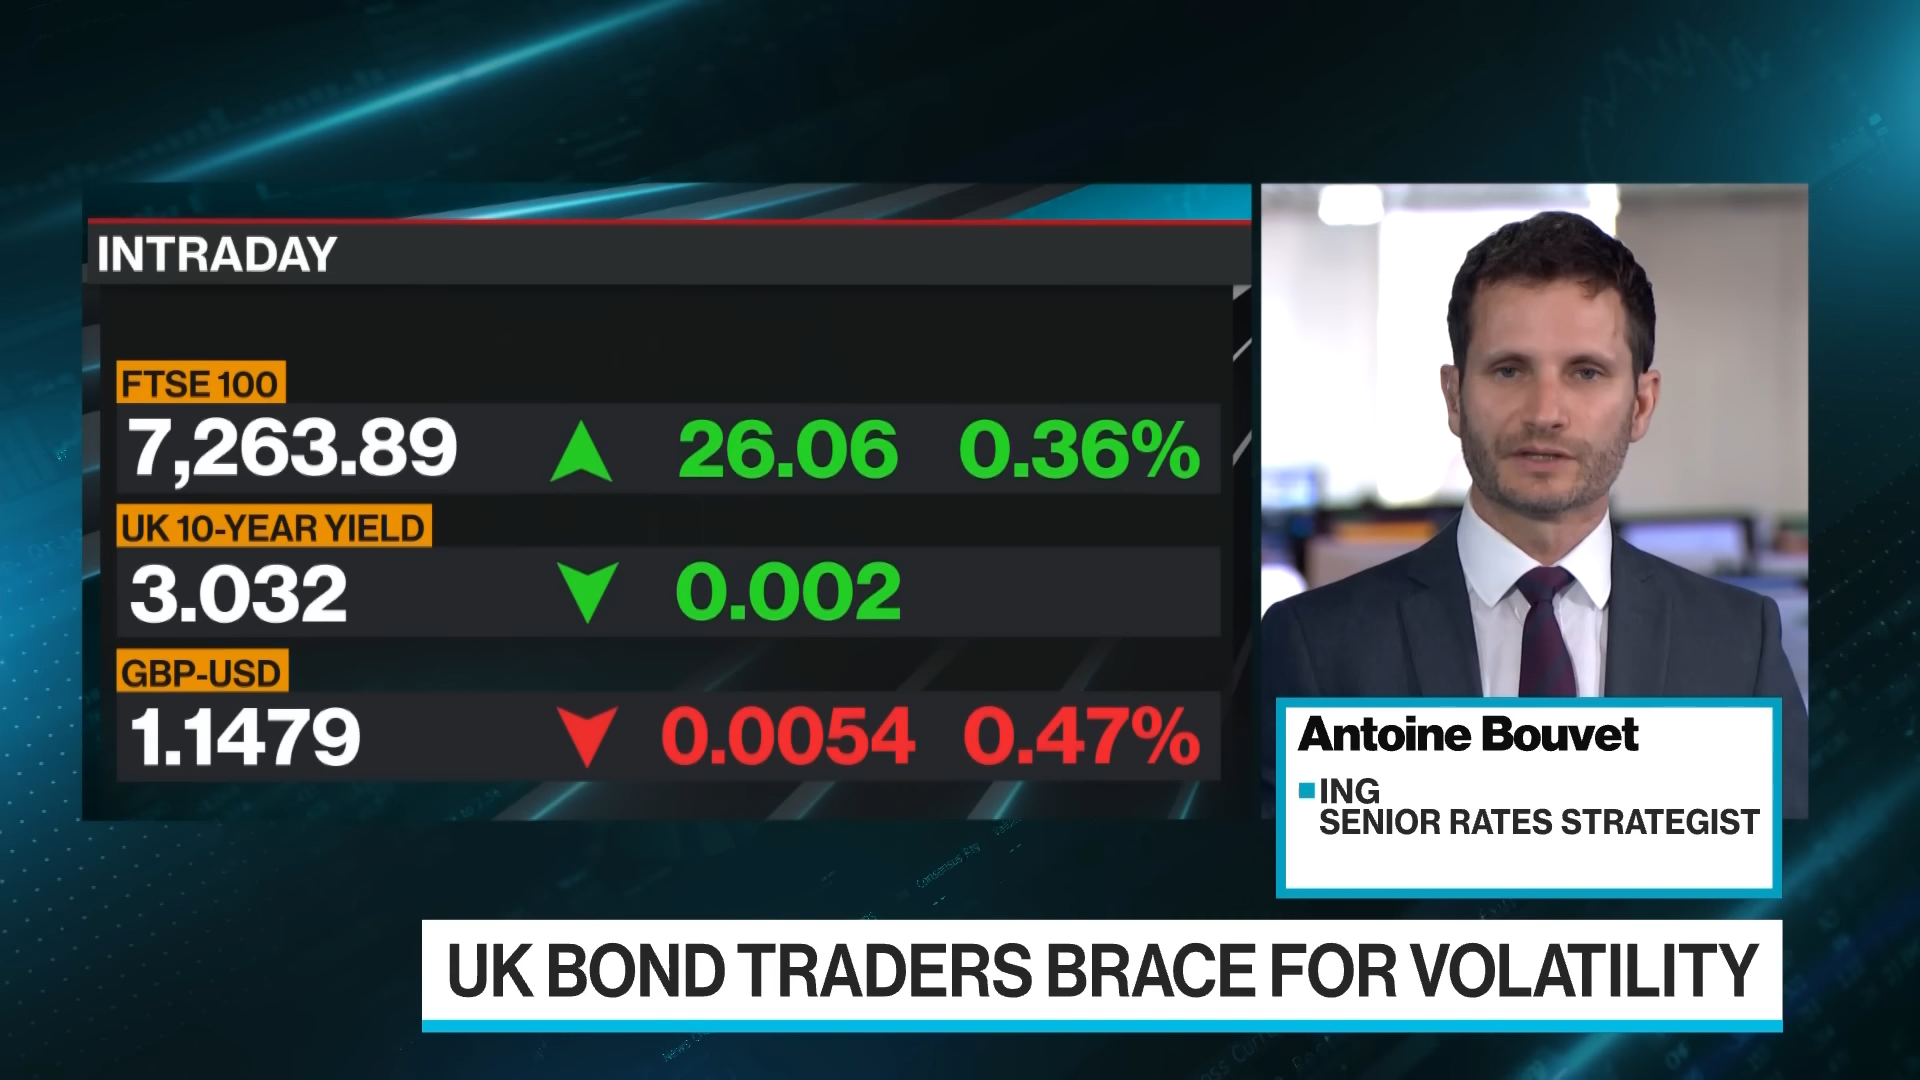 INTRADAY
FTSE 100
7,263.89 ▲ 26.06 0.36%
UK 10-YEAR YIELD
3.032 ▼ 0.002
GBP-USD
1.1479 ▼ 0.0054 0.47%
Antoine Bouvet
ING
SENIOR RATES STRATEGIST
UK BOND TRADERS BRACE FOR VOLATILITY